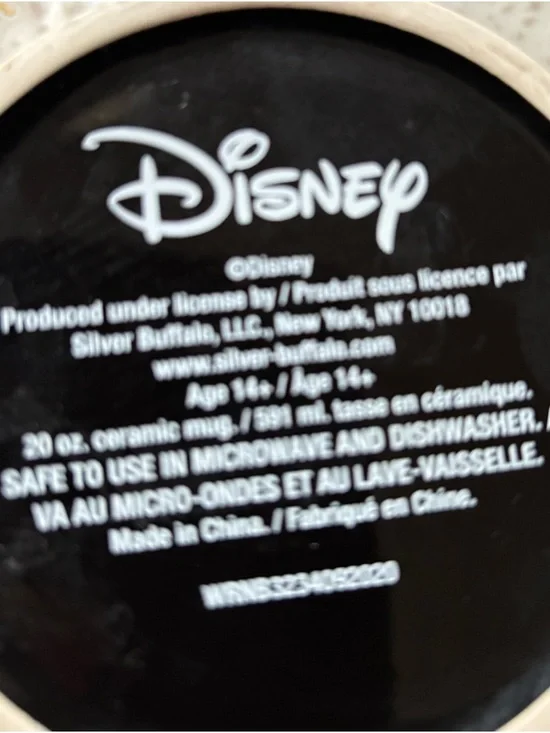 Disney
©Disney
Produced under license by / Produit sous licence par
Silver Buffalo, LLC., New York, NY 10018
www.silver-buffalo.com
Age 14+ / Âge 14+
20 oz. ceramic mug. / 591 ml. tasse en céramique.
SAFE TO USE IN MICROWAVE AND DISHWASHER. /
VA AU MICRO-ONDES ET AU LAVE-VAISSELLE.
Made in China. / Fabriqué en Chine.